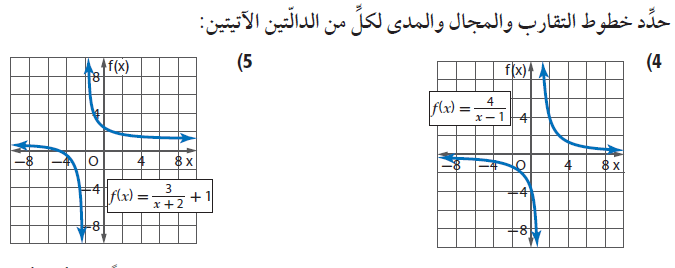 حدِّد خطوط التقارب والمجال والمدى لكلٍّ من الدالّتين الآتيتين:
(4
f(x)
f(x) = 4/(x − 1)
4
−8 −4 O 4 8 x
−4
−8
(5
f(x)
8
4
−8 −4 O 4 8 x
−4
f(x) = 3/(x + 2) + 1
−8